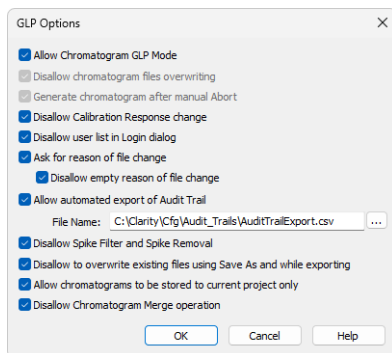 GLP Options
Allow Chromatogram GLP Mode
Disallow chromatogram files overwriting
Generate chromatogram after manual Abort
Disallow Calibration Response change
Disallow user list in Login dialog
Ask for reason of file change
Disallow empty reason of file change
Allow automated export of Audit Trail
File Name: C:\Clarity\Cfg\Audit_Trails\AuditTrailExport.csv ...
Disallow Spike Filter and Spike Removal
Disallow to overwrite existing files using Save As and while exporting
Allow chromatograms to be stored to current project only
Disallow Chromatogram Merge operation
OK Cancel Help